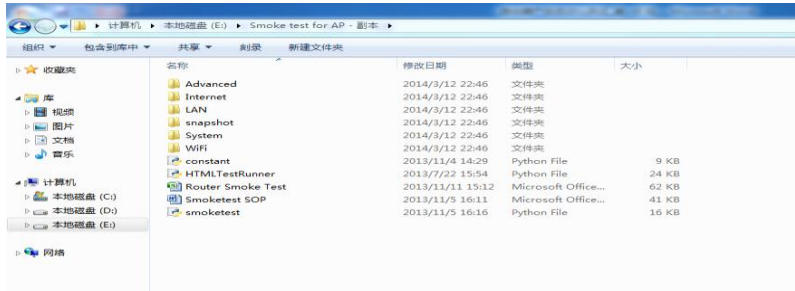 计算机 ▸ 本地磁盘 (E:) ▸ Smoke test for AP - 副本 ▸
组织 包含到库中 共享 刻录 新建文件夹
收藏夹
库
视频
图片
文档
音乐
计算机
本地磁盘 (C:)
本地磁盘 (D:)
本地磁盘 (E:)
网络
名称 修改日期 类型 大小
Advanced 2014/3/12 22:46 文件夹
Internet 2014/3/12 22:46 文件夹
LAN 2014/3/12 22:46 文件夹
snapshot 2014/3/12 22:46 文件夹
System 2014/3/12 22:46 文件夹
WiFi 2014/3/12 22:46 文件夹
constant 2013/11/4 14:29 Python File 9 KB
HTMLTestRunner 2013/7/22 15:54 Python File 24 KB
Router Smoke Test 2013/11/11 15:12 Microsoft Office... 62 KB
Smoketest SOP 2013/11/5 16:11 Microsoft Office... 41 KB
smoketest 2013/11/5 16:16 Python File 16 KB